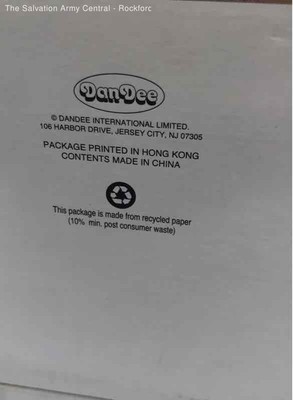 The Salvation Army Central - Rockforc
DanDee
© DANDEE INTERNATIONAL LIMITED.
106 HARBOR DRIVE, JERSEY CITY, NJ 07305
PACKAGE PRINTED IN HONG KONG
CONTENTS MADE IN CHINA
This package is made from recycled paper
(10% min. post consumer waste)